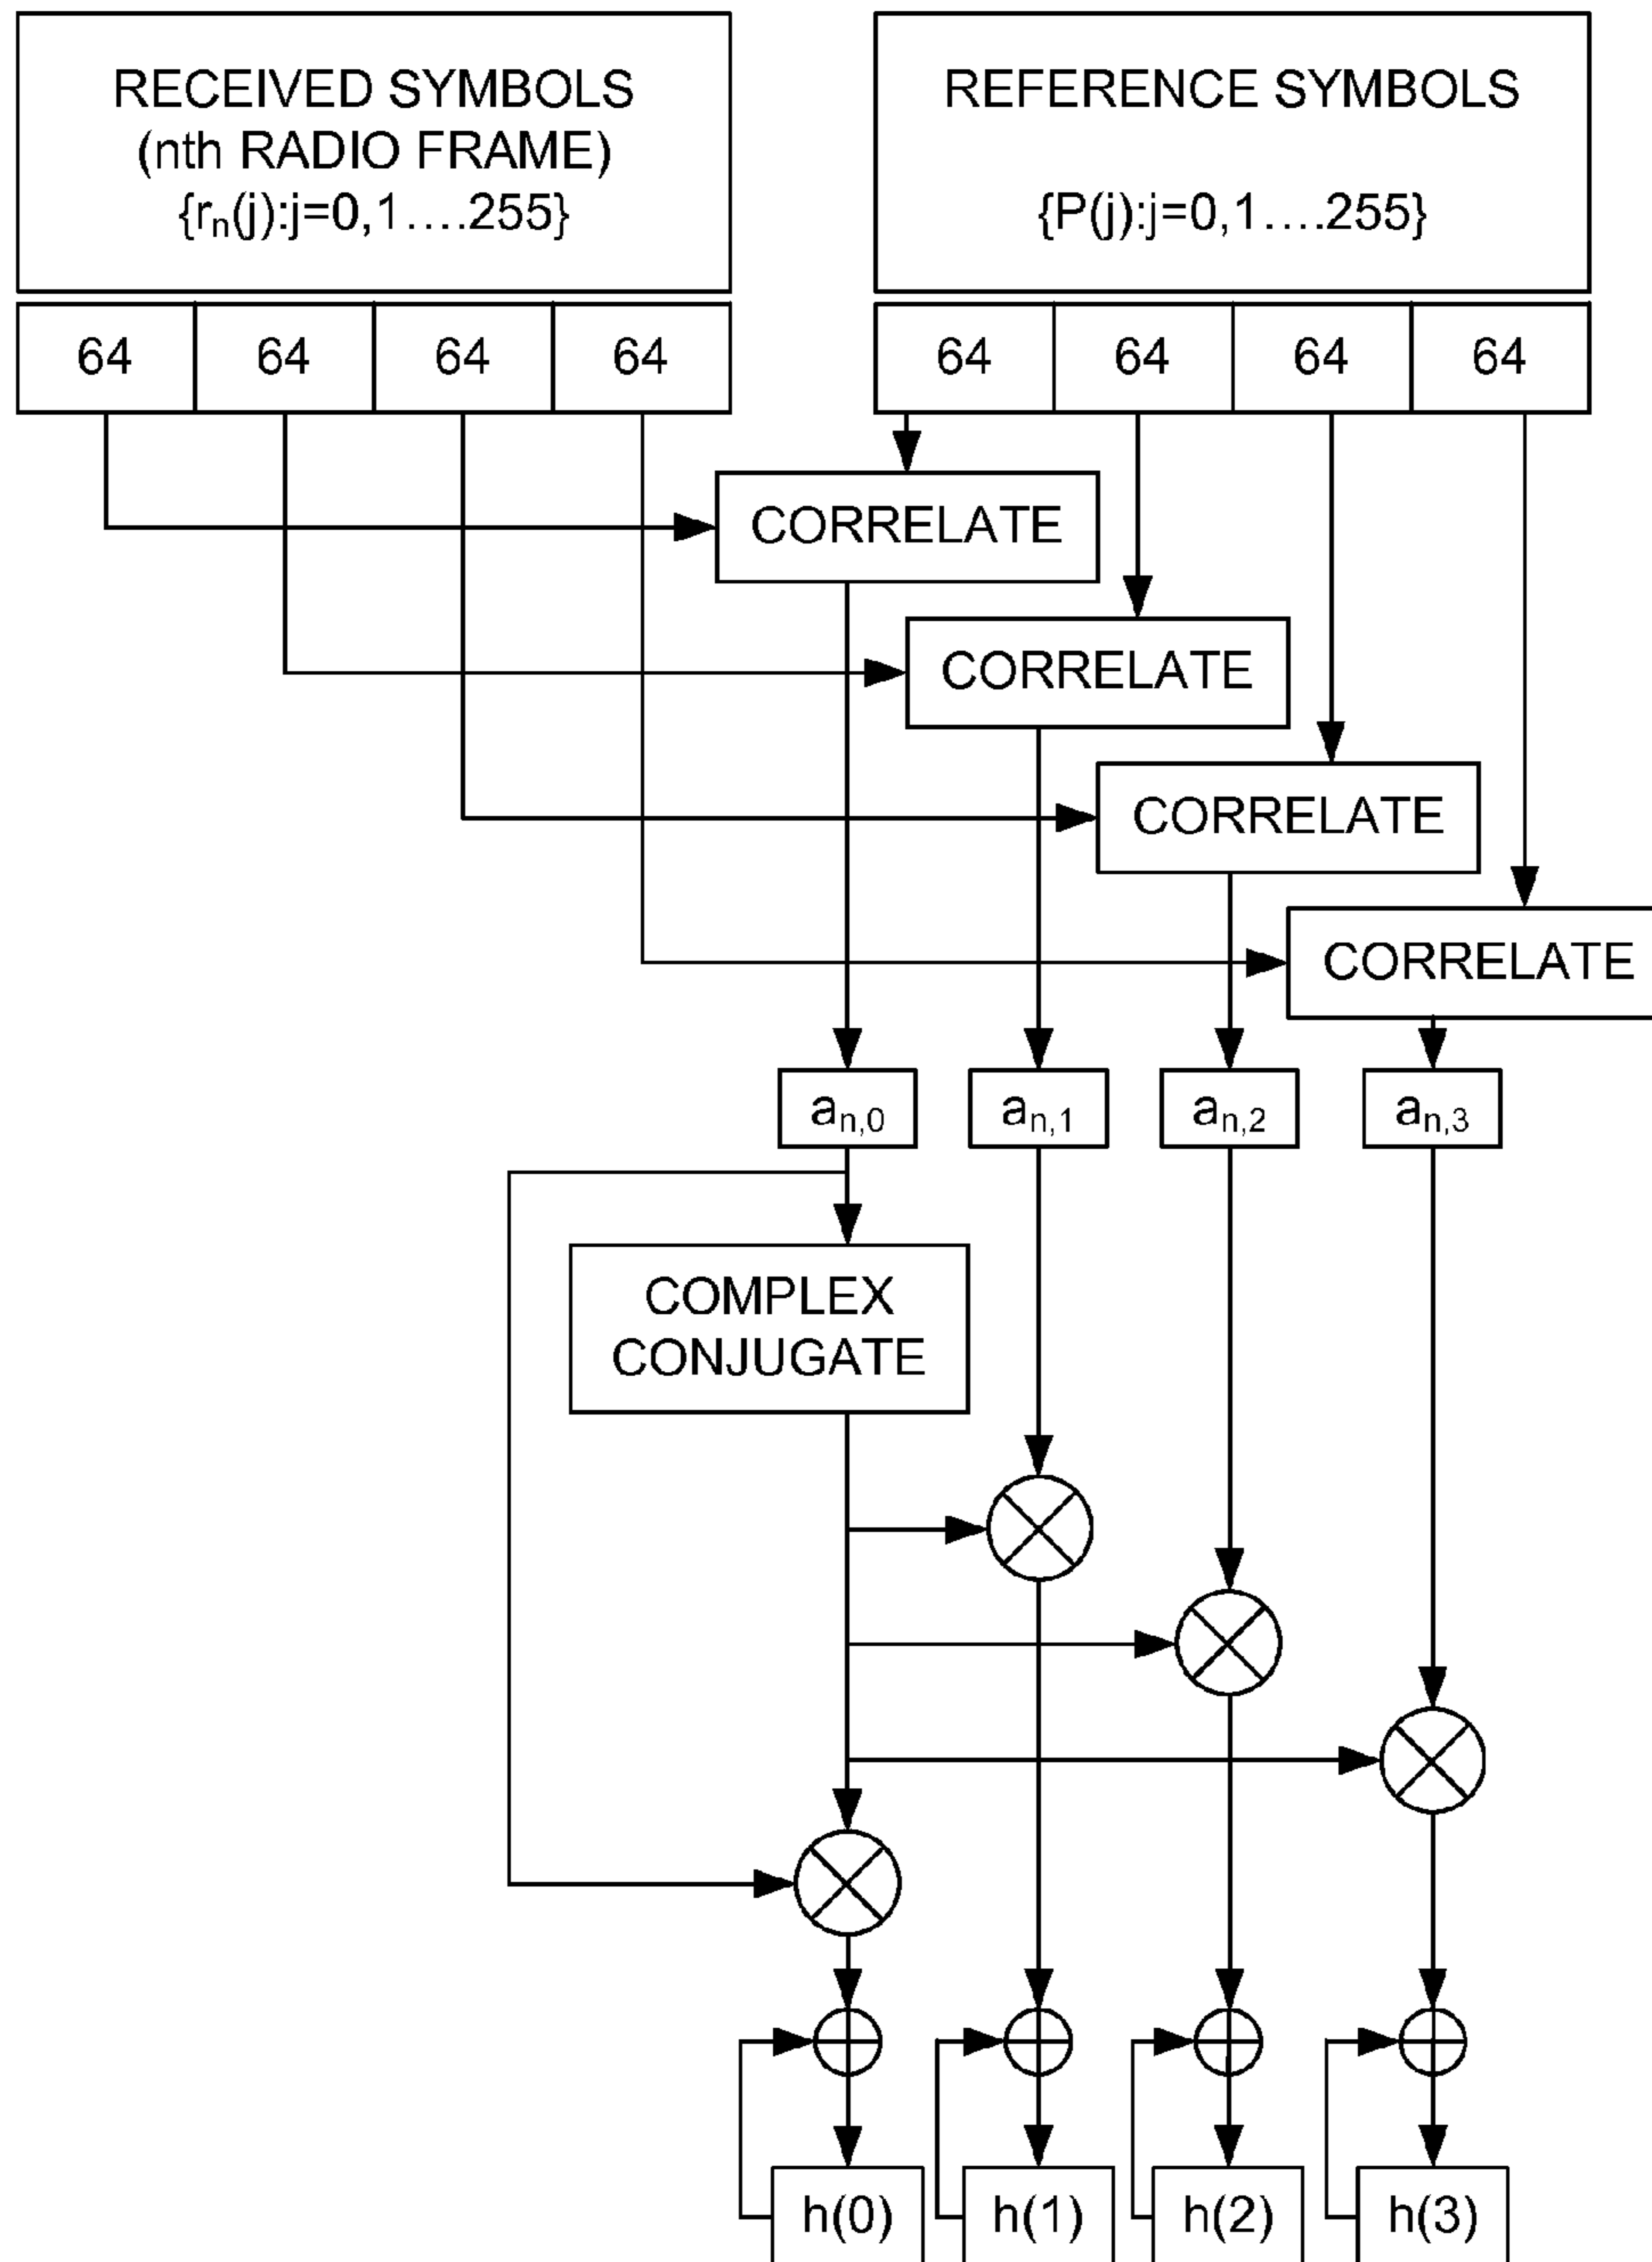 RECEIVED SYMBOLS
(nth RADIO FRAME)
{rₙ(j):j=0,1....255}
REFERENCE SYMBOLS
{P(j):j=0,1....255}
64 64 64 64
64 64 64 64
CORRELATE
CORRELATE
CORRELATE
CORRELATE
aₙ,₀ aₙ,₁ aₙ,₂ aₙ,₃
COMPLEX
CONJUGATE
h(0) h(1) h(2) h(3)